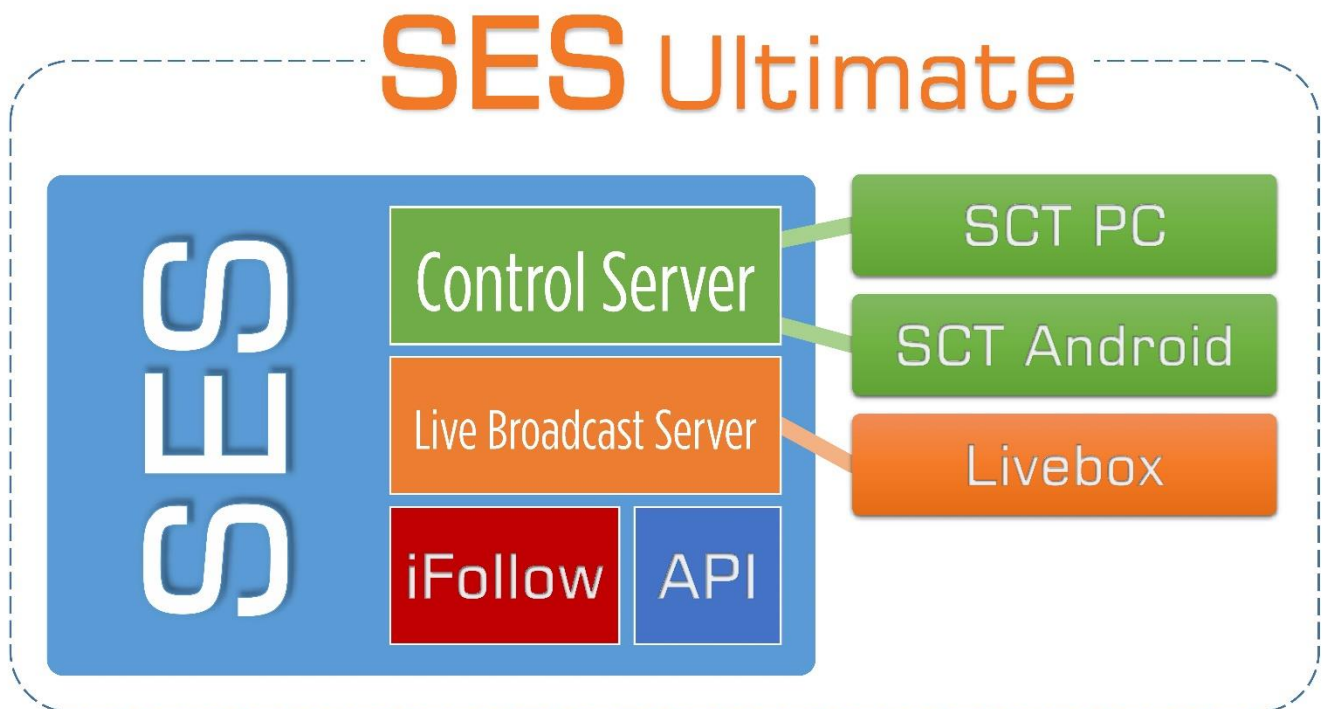 SES Ultimate
SES
Control Server
Live Broadcast Server
iFollow
API
SCT PC
SCT Android
Livebox